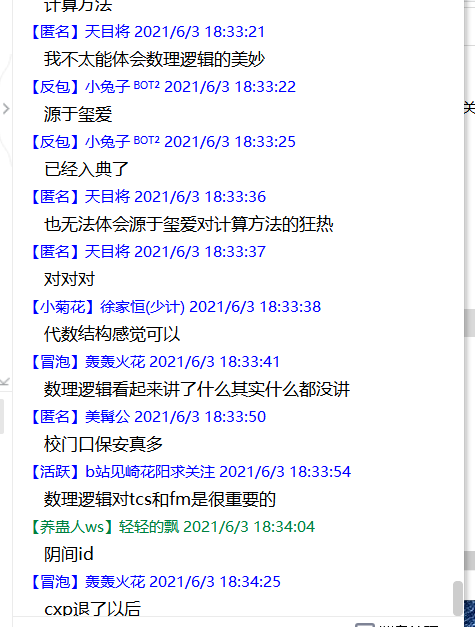 计算方法
【匿名】天目将 2021/6/3 18:33:21
我不太能体会数理逻辑的美妙
【反包】小兔子 BOT2 2021/6/3 18:33:22
源于玺爱
【反包】小兔子 BOT2 2021/6/3 18:33:25
已经入典了
【匿名】天目将 2021/6/3 18:33:36
也无法体会源于玺爱对计算方法的狂热
【匿名】天目将 2021/6/3 18:33:37
对对对
【小菊花】徐家恒(少计) 2021/6/3 18:33:38
代数结构感觉可以
【冒泡】轰轰火花 2021/6/3 18:33:41
数理逻辑看起来讲了什么其实什么都没讲
【匿名】美髯公 2021/6/3 18:33:50
校门口保安真多
【活跃】b站见崎花阳求关注 2021/6/3 18:33:54
数理逻辑对tcs和fm是很重要的
【养蛊人ws】轻轻的飘 2021/6/3 18:34:04
阴间id
【冒泡】轰轰火花 2021/6/3 18:34:25
cxp退了以后